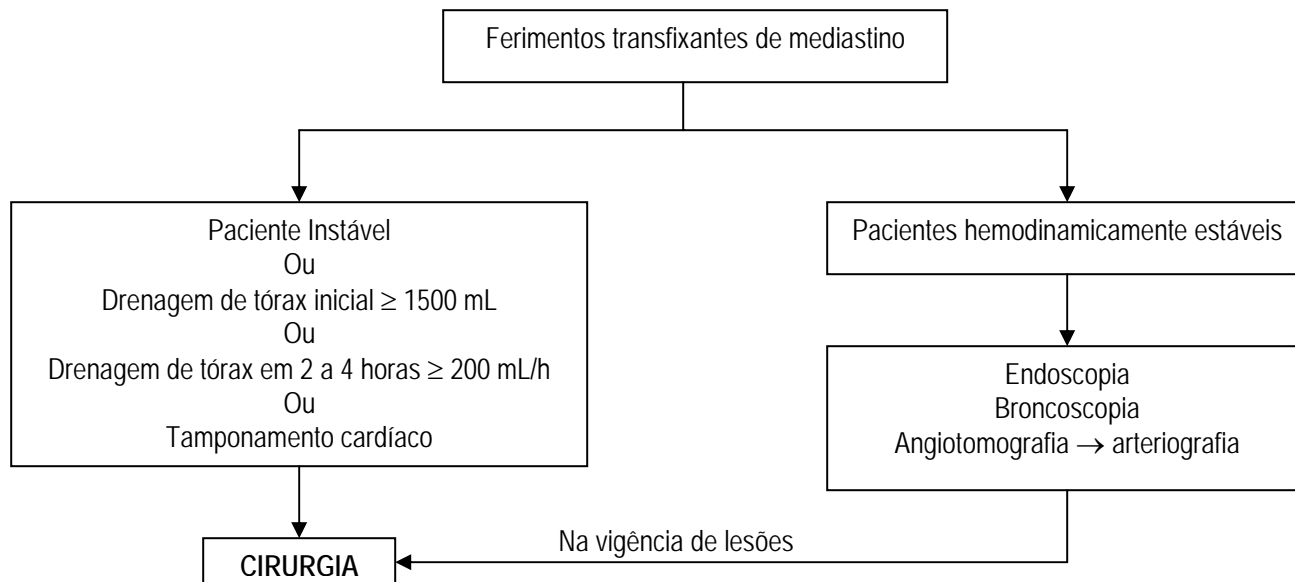 Ferimentos transfixantes de mediastino
Paciente Instável
Ou
Drenagem de tórax inicial ≥ 1500 mL
Ou
Drenagem de tórax em 2 a 4 horas ≥ 200 mL/h
Ou
Tamponamento cardíaco
Pacientes hemodinamicamente estáveis
Endoscopia
Broncoscopia
Angiotomografia → arteriografia
Na vigência de lesões
CIRURGIA